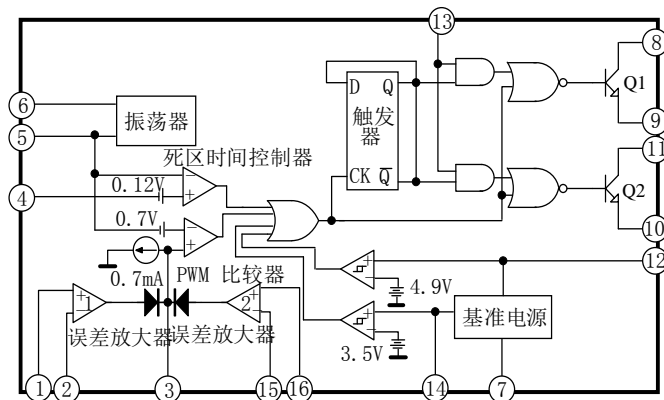 13
8
6
振荡器
D Q
触发器
Q1
5
9
死区时间控制器
11
4
0.12V
CK Q̅
Q2
0.7V
10
12
0.7mA
PWM 比较器
4.9V
1
2
基准电源
误差放大器
误差放大器
3.5V
1
2
3
15
16
14
7